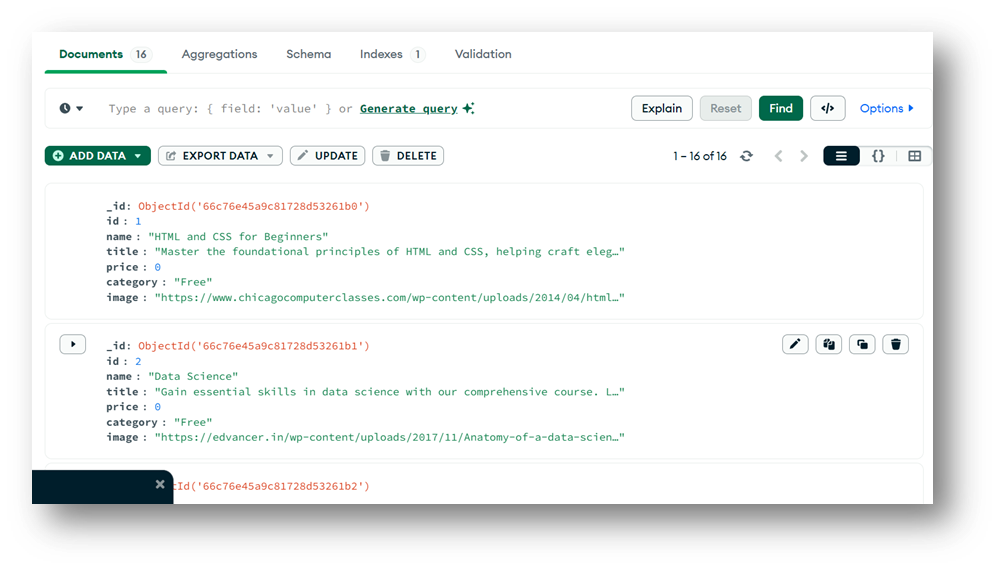 Documents 16 Aggregations Schema Indexes 1 Validation
Type a query: { field: 'value' } or Generate query Explain Reset Find </> Options
ADD DATA EXPORT DATA UPDATE DELETE 1 – 16 of 16 {}
_id: ObjectId('66c76e45a9c81728d53261b0')
id : 1
name : "HTML and CSS for Beginners"
title : "Master the foundational principles of HTML and CSS, helping craft eleg…"
price : 0
category : "Free"
image : "https://www.chicagocomputerclasses.com/wp-content/uploads/2014/04/html…"
_id: ObjectId('66c76e45a9c81728d53261b1')
id : 2
name : "Data Science"
title : "Gain essential skills in data science with our comprehensive course. L…"
price : 0
category : "Free"
image : "https://edvancer.in/wp-content/uploads/2017/11/Anatomy-of-a-data-scien…"
ctId('66c76e45a9c81728d53261b2')